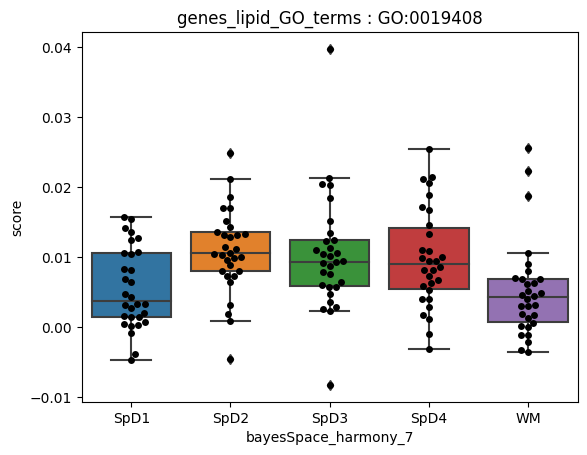 genes_lipid_GO_terms : GO:0019408
0.04
0.03
0.02
0.01
0.00
−0.01
score
SpD1 SpD2 SpD3 SpD4 WM
bayesSpace_harmony_7